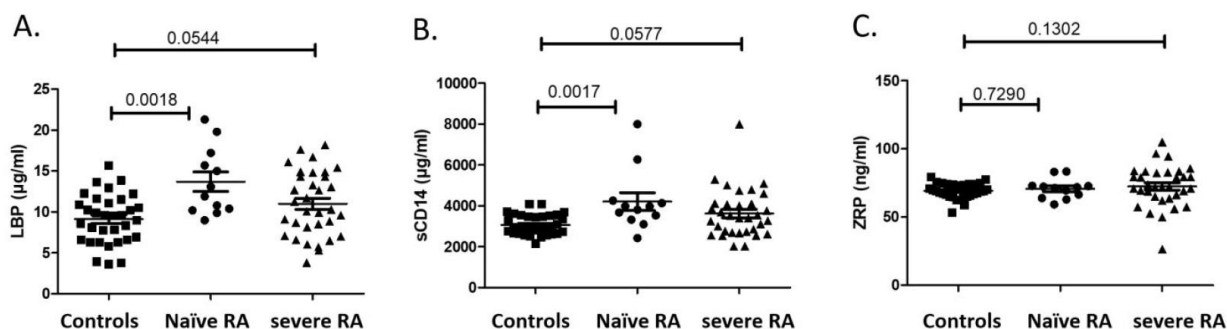 A.
0.0544
0.0018
25
20
15
10
5
0
LBP (µg/ml)
Controls Naïve RA severe RA
B.
0.0577
0.0017
10000
8000
6000
4000
2000
0
sCD14 (µg/ml)
Controls Naïve RA severe RA
C.
0.1302
0.7290
150
100
50
0
ZRP (ng/ml)
Controls Naïve RA severe RA